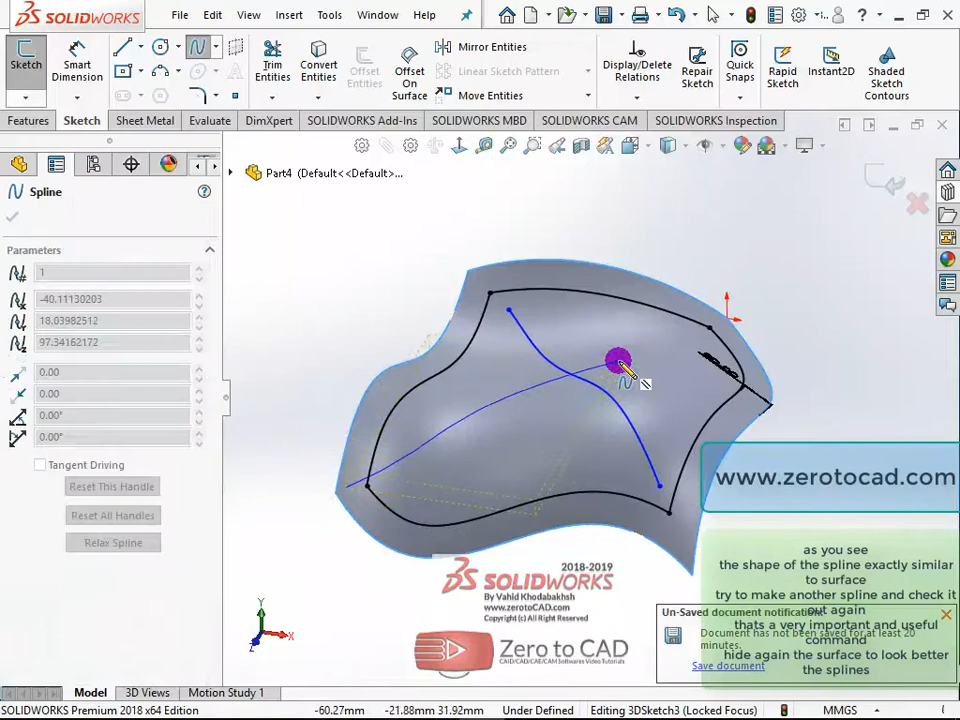 SOLIDWORKS
File Edit View Insert Tools Window Help
Sketch
Smart Dimension
Trim Entities
Convert Entities
Offset Entities
Offset On Surface
Mirror Entities
Linear Sketch Pattern
Move Entities
Display/Delete Relations
Repair Sketch
Quick Snaps
Rapid Sketch
Instant2D
Shaded Sketch Contours
Features Sketch Sheet Metal Evaluate DimXpert SOLIDWORKS Add-Ins SOLIDWORKS MBD SOLIDWORKS CAM SOLIDWORKS Inspection
Part4 (Default<<Default>...
Spline
Parameters
1
-40.11130203
18.03982512
97.34162172
0.00
0.00
0.00°
0.00°
Tangent Driving
Reset This Handle
Reset All Handles
Relax Spline
www.zerotocad.com
as you see
the shape of the spline exactly similar
to surface
try to make another spline and check it
out again
thats a very important and useful
command
hide again the surface to look better
the splines
Un-Saved document notification:
Document has not been saved for at least 20
minutes.
Save document
2018-2019
SOLIDWORKS
By Vahid Khodabakhsh
www.zerotoCAD.com
Copyright (c) All right reserved
Zero to CAD
CAID/CAD/CAE/CAM Softwares Video Tutorials
Y
X
Z
Model 3D Views Motion Study 1
SOLIDWORKS Premium 2018 x64 Edition -60.27mm -21.88mm 31.92mm Under Defined Editing 3DSketch3 (Locked Focus) MMGS